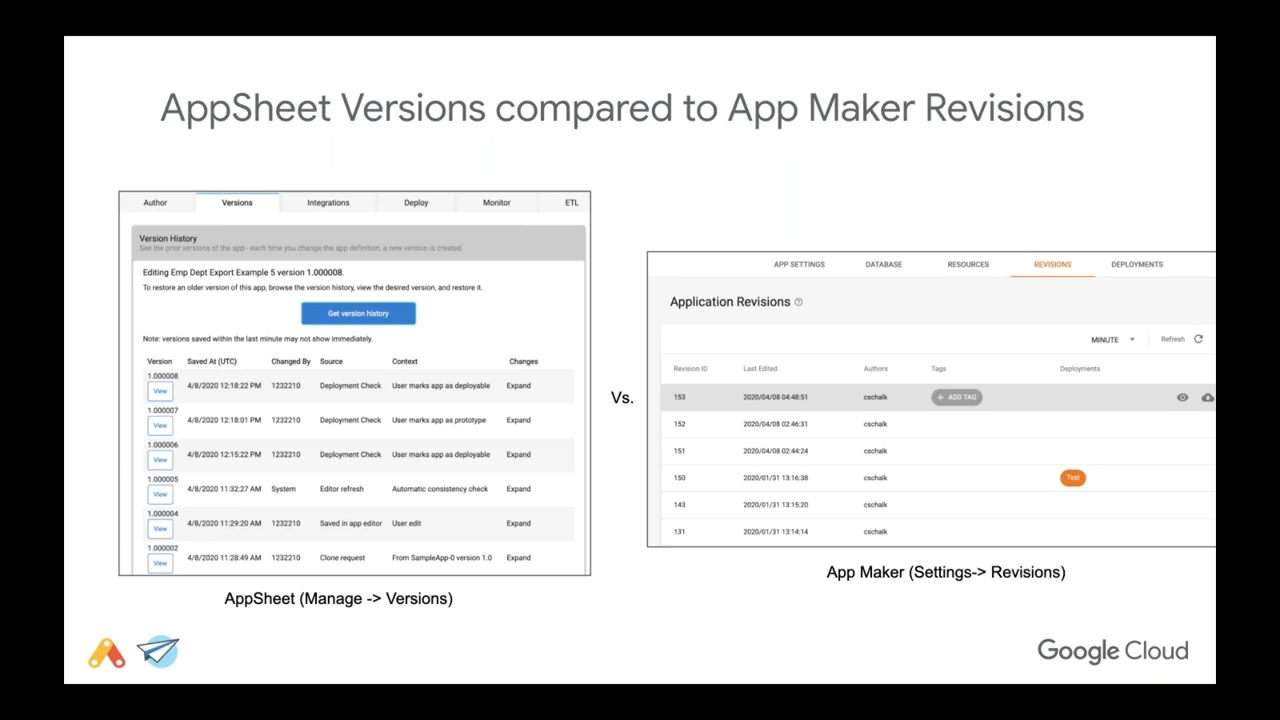 AppSheet Versions compared to App Maker Revisions
Author Versions Integrations Deploy Monitor ETL
Version History
See the prior versions of the app - each time you change the app definition, a new version is created
Editing Emp Dept Export Example 5 version 1.000008.
To restore an older version of this app, browse the version history, view the desired version, and restore it.
Get version history
Note: versions saved within the last minute may not show immediately.
Version Saved At (UTC) Changed By Source Context Changes
1.000008
View 4/8/2020 12:18:22 PM 1232210 Deployment Check User marks app as deployable Expand
1.000007
View 4/8/2020 12:18:01 PM 1232210 Deployment Check User marks app as prototype Expand
1.000006
View 4/8/2020 12:15:22 PM 1232210 Deployment Check User marks app as deployable Expand
1.000005
View 4/8/2020 11:32:27 AM System Editor refresh Automatic consistency check Expand
1.000004
View 4/8/2020 11:29:20 AM 1232210 Saved in app editor User edit Expand
1.000002
View 4/8/2020 11:28:49 AM 1232210 Clone request From SampleApp-0 version 1.0 Expand
AppSheet (Manage -> Versions)
Vs.
APP SETTINGS DATABASE RESOURCES REVISIONS DEPLOYMENTS
Application Revisions
MINUTE Refresh
Revision ID Last Edited Authors Tags Deployments
153 2020/04/08 04:48:51 cschalk + ADD TAG
152 2020/04/08 02:46:31 cschalk
151 2020/04/08 02:44:24 cschalk
150 2020/01/31 13:16:38 cschalk Test
143 2020/01/31 13:15:20 cschalk
131 2020/01/31 13:14:14 cschalk
App Maker (Settings-> Revisions)
Google Cloud